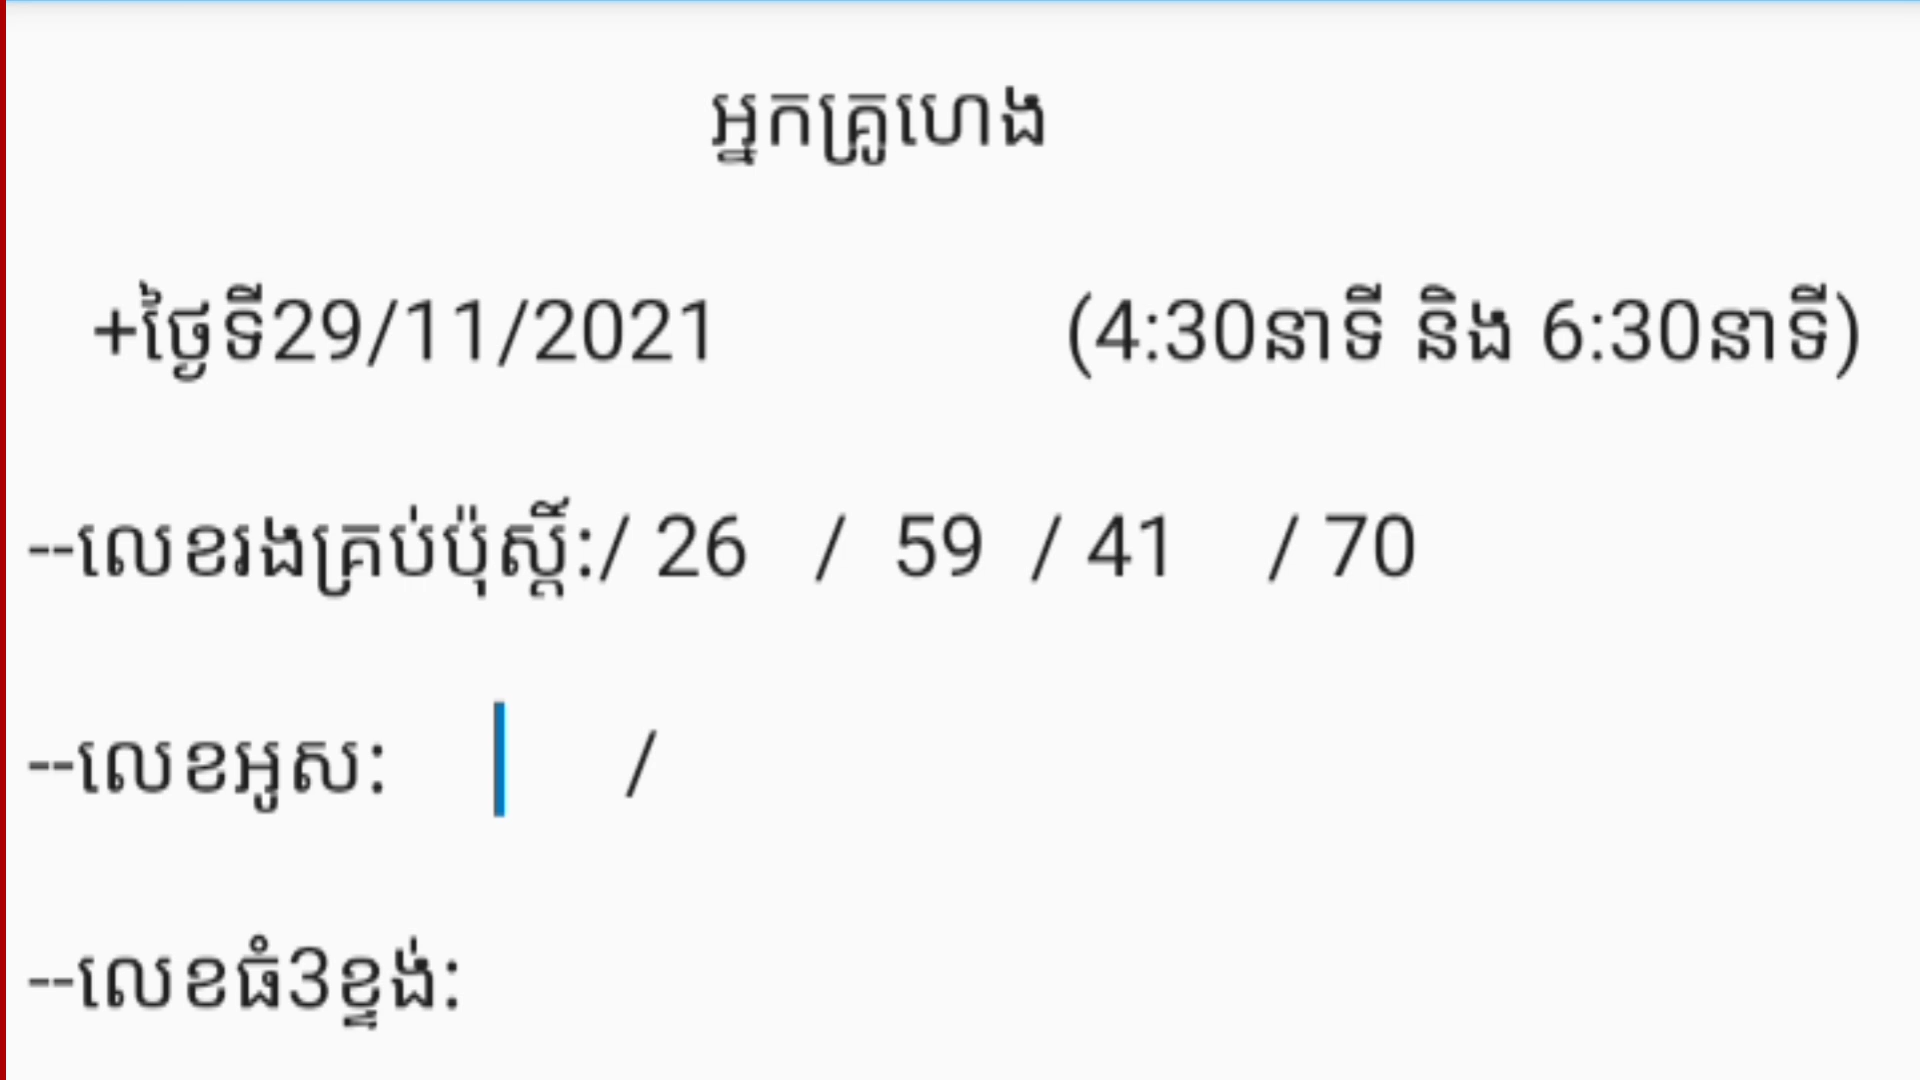 អ្នកគ្រូហេង
+ថ្ងៃទី29/11/2021 (4:30នាទី និង 6:30នាទី)
--លេខរងគ្រប់ប៉ុស្តិ៍:/ 26 / 59 / 41 / 70
--លេខអូស: /
--លេខធំ3ខ្ទង់: